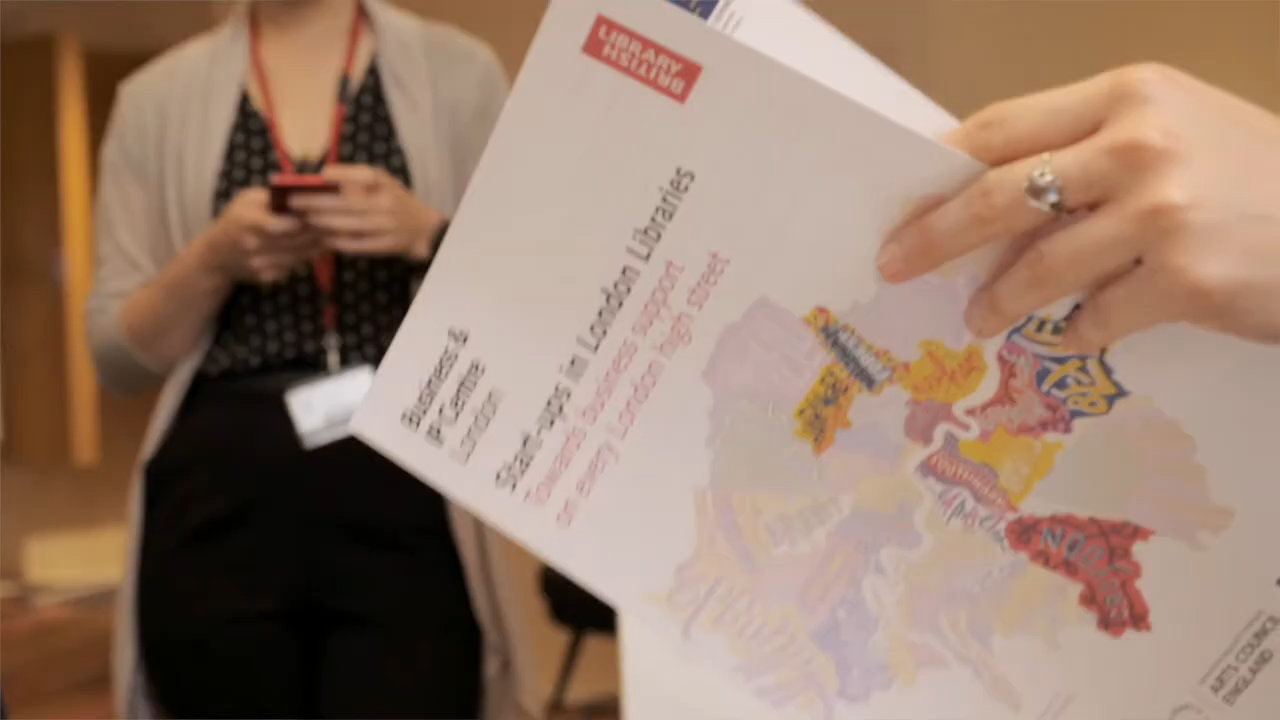 BRITISH
LIBRARY
Business &
IP Centre
London
Start-ups in London Libraries
Towards business support
on every London high street
BEX
ARTS COUNCIL
ENGLAND